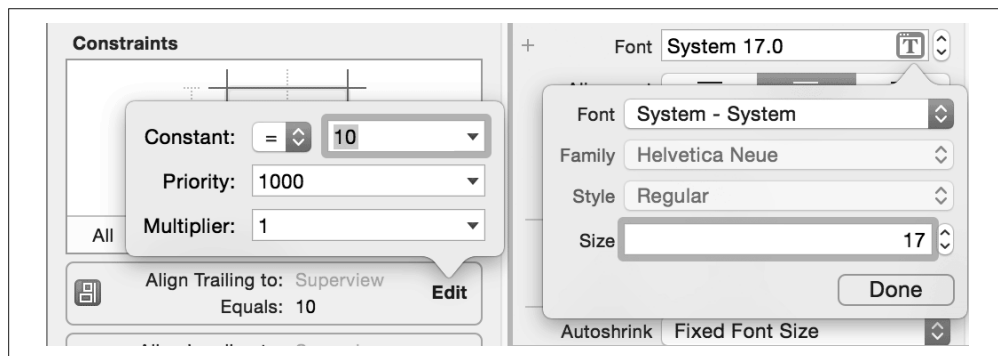 Constraints
Constant: = 10
Priority: 1000
Multiplier: 1
All
Align Trailing to: Superview
Equals: 10
Edit
Font System 17.0 T
Font System - System
Family Helvetica Neue
Style Regular
Size 17
Done
Autoshrink Fixed Font Size